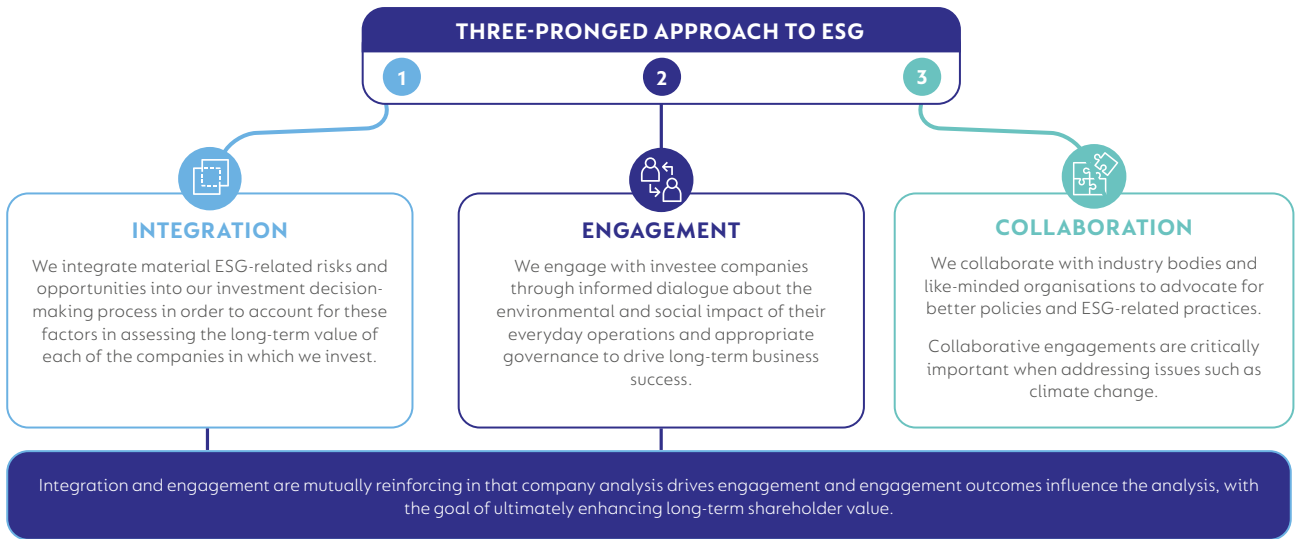 THREE-PRONGED APPROACH TO ESG
1
2
3
INTEGRATION
We integrate material ESG-related risks and
opportunities into our investment decision-
making process in order to account for these
factors in assessing the long-term value of
each of the companies in which we invest.
ENGAGEMENT
We engage with investee companies
through informed dialogue about the
environmental and social impact of their
everyday operations and appropriate
governance to drive long-term business
success.
COLLABORATION
We collaborate with industry bodies and
like-minded organisations to advocate for
better policies and ESG-related practices.
Collaborative engagements are critically
important when addressing issues such as
climate change.
Integration and engagement are mutually reinforcing in that company analysis drives engagement and engagement outcomes influence the analysis, with
the goal of ultimately enhancing long-term shareholder value.